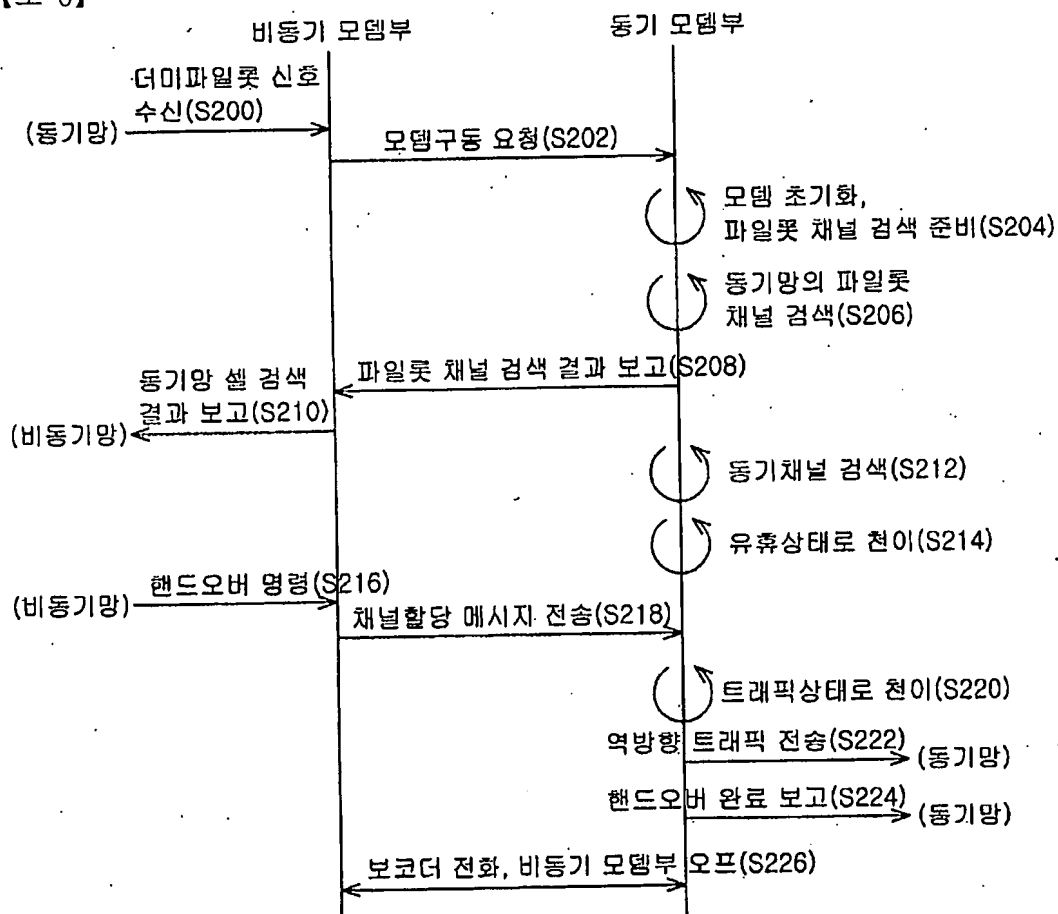 비동기 모뎀부
동기 모뎀부
더미파일롯 신호
수신(S200)
(동기망)
모뎀구동 요청(S202)
모뎀 초기화,
파일롯 채널 검색 준비(S204)
동기망의 파일롯
채널 검색(S206)
파일롯 채널 검색 결과 보고(S208)
동기망 셀 검색
결과 보고(S210)
(비동기망)
동기채널 검색(S212)
유휴상태로 천이(S214)
핸드오버 명령(S216)
(비동기망)
채널할당 메시지 전송(S218)
트래픽상태로 천이(S220)
역방향 트래픽 전송(S222)
(동기망)
핸드오버 완료 보고(S224)
(동기망)
보코더 전화, 비동기 모뎀부 오프(S226)